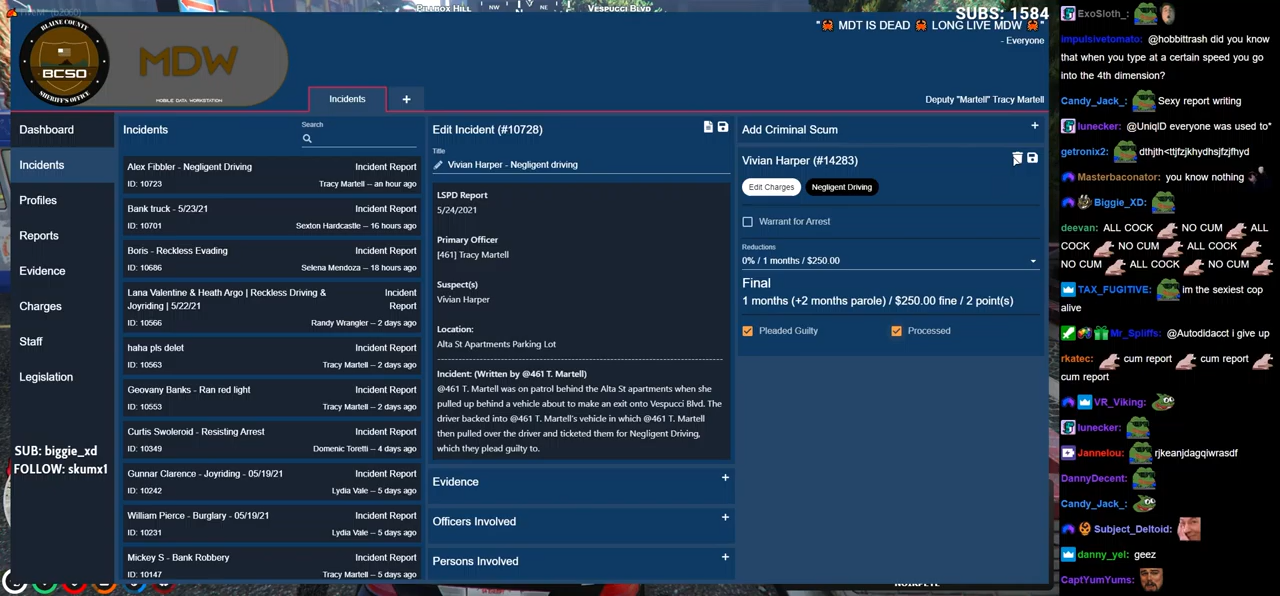 Vespucci Blvd
NW
NE
SUBS: 1584
" MDT IS DEAD LONG LIVE MDW "
- Everyone
BLAINE COUNTY
BCSO
SHERIFF'S OFFICE
MDW
MOBILE DATA WORKSTATION
Incidents
+
Deputy "Martell" Tracy Martell
Dashboard
Incidents
Profiles
Reports
Evidence
Charges
Staff
Legislation
SUB: biggie_xd
FOLLOW: skumx1
Incidents
Search
Alex Fibbler - Negligent Driving Incident Report
ID: 10723 Tracy Martell -- an hour ago
Bank truck - 5/23/21 Incident Report
ID: 10701 Sexton Hardcastle -- 16 hours ago
Boris - Reckless Evading Incident Report
ID: 10686 Selena Mendoza -- 18 hours ago
Lana Valentine & Heath Argo | Reckless Driving & Incident
Joyriding | 5/22/21 Report
ID: 10566 Randy Wrangler -- 2 days ago
haha pls delet Incident Report
ID: 10563 Tracy Martell -- 2 days ago
Geovany Banks - Ran red light Incident Report
ID: 10553 Tracy Martell -- 2 days ago
Curtis Swoleroid - Resisting Arrest Incident Report
ID: 10349 Domenic Toretti -- 4 days ago
Gunnar Clarence - Joyriding - 05/19/21 Incident Report
ID: 10242 Lydia Vale -- 5 days ago
William Pierce - Burglary - 05/19/21 Incident Report
ID: 10231 Lydia Vale -- 5 days ago
Mickey S - Bank Robbery Incident Report
ID: 10147 Tracy Martell -- 5 days ago
Edit Incident (#10728)
Title
Vivian Harper - Negligent driving
LSPD Report
5/24/2021
Primary Officer
[461] Tracy Martell
Suspect(s)
Vivian Harper
Location:
Alta St Apartments Parking Lot
Incident: (Written by @461 T. Martell)
@461 T. Martell was on patrol behind the Alta St apartments when she
pulled up behind a vehicle about to make an exit onto Vespucci Blvd. The
driver backed into @461 T. Martell's vehicle in which @461 T. Martell
then pulled over the driver and ticketed them for Negligent Driving,
which they plead guilty to.
Evidence +
Officers Involved +
Persons Involved +
Add Criminal Scum +
Vivian Harper (#14283)
Edit Charges Negligent Driving
Warrant for Arrest
Reductions
0% / 1 months / $250.00
Final
1 months (+2 months parole) / $250.00 fine / 2 point(s)
Pleaded Guilty Processed
ExoSloth_:
impulsivetomato: @hobbittrash did you know
that when you type at a certain speed you go
into the 4th dimension?
Candy_Jack_: Sexy report writing
lunecker: @UniqID everyone was used to*
getronix2: dthjth<ttjfzjkhydhsjfzjfhyd
Masterbaconator: you know nothing
Biggie_XD:
deevan: ALL COCK NO CUM ALL
COCK NO CUM ALL COCK
NO CUM ALL COCK NO CUM
TAX_FUGITIVE: im the sexiest cop
alive
Mr_Spliffs: @Autodidacct i give up
rkatec: cum report cum report
cum report
VR_Viking:
lunecker:
Jannelou: rjkeanjdagqiwrasdf
DannyDecent:
Candy_Jack_:
Subject_Deltoid:
danny_yel: geez
CaptYumYums: